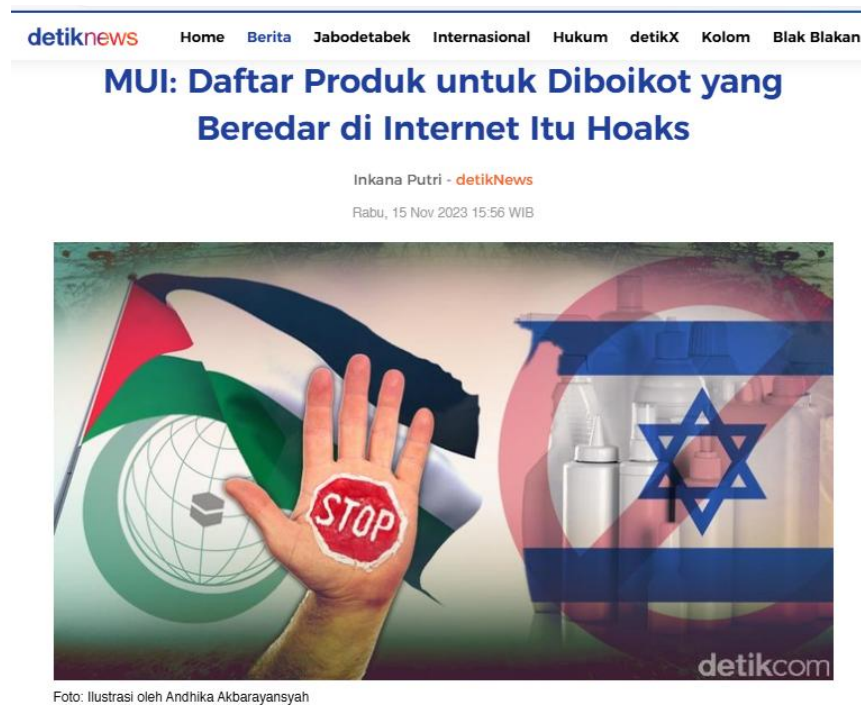 detiknews Home Berita Jabodetabek Internasional Hukum detikX Kolom Blak Blakan
MUI: Daftar Produk untuk Diboikot yang
Beredar di Internet Itu Hoaks
Inkana Putri - detikNews
Rabu, 15 Nov 2023 15:56 WIB
STOP
detikcom
Foto: Ilustrasi oleh Andhika Akbarayansyah